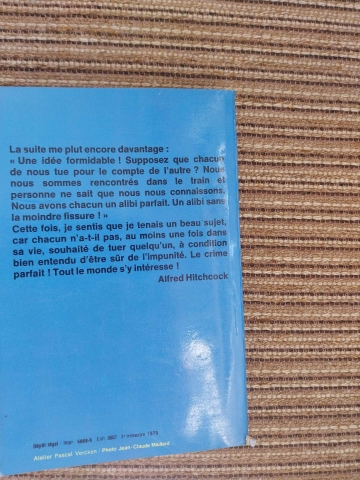 La suite me plut encore davantage :
« Une idée formidable ! Supposez que chacun
de nous tue pour le compte de l'autre ? Nous
nous sommes rencontrés dans le train et
personne ne sait que nous nous connaissons.
Nous avons chacun un alibi parfait. Un alibi sans
la moindre fissure ! »
Cette fois, je sentis que je tenais un beau sujet,
car chacun n'a-t-il pas, au moins une fois dans
sa vie, souhaité de tuer quelqu'un, à condition
bien entendu d'être sûr de l'impunité. Le crime
parfait ! Tout le monde s'y intéresse !
Alfred Hitchcock
Dépôt légal 1976
Atelier Pascal Vercken : Photo Jean-Claude Maillard